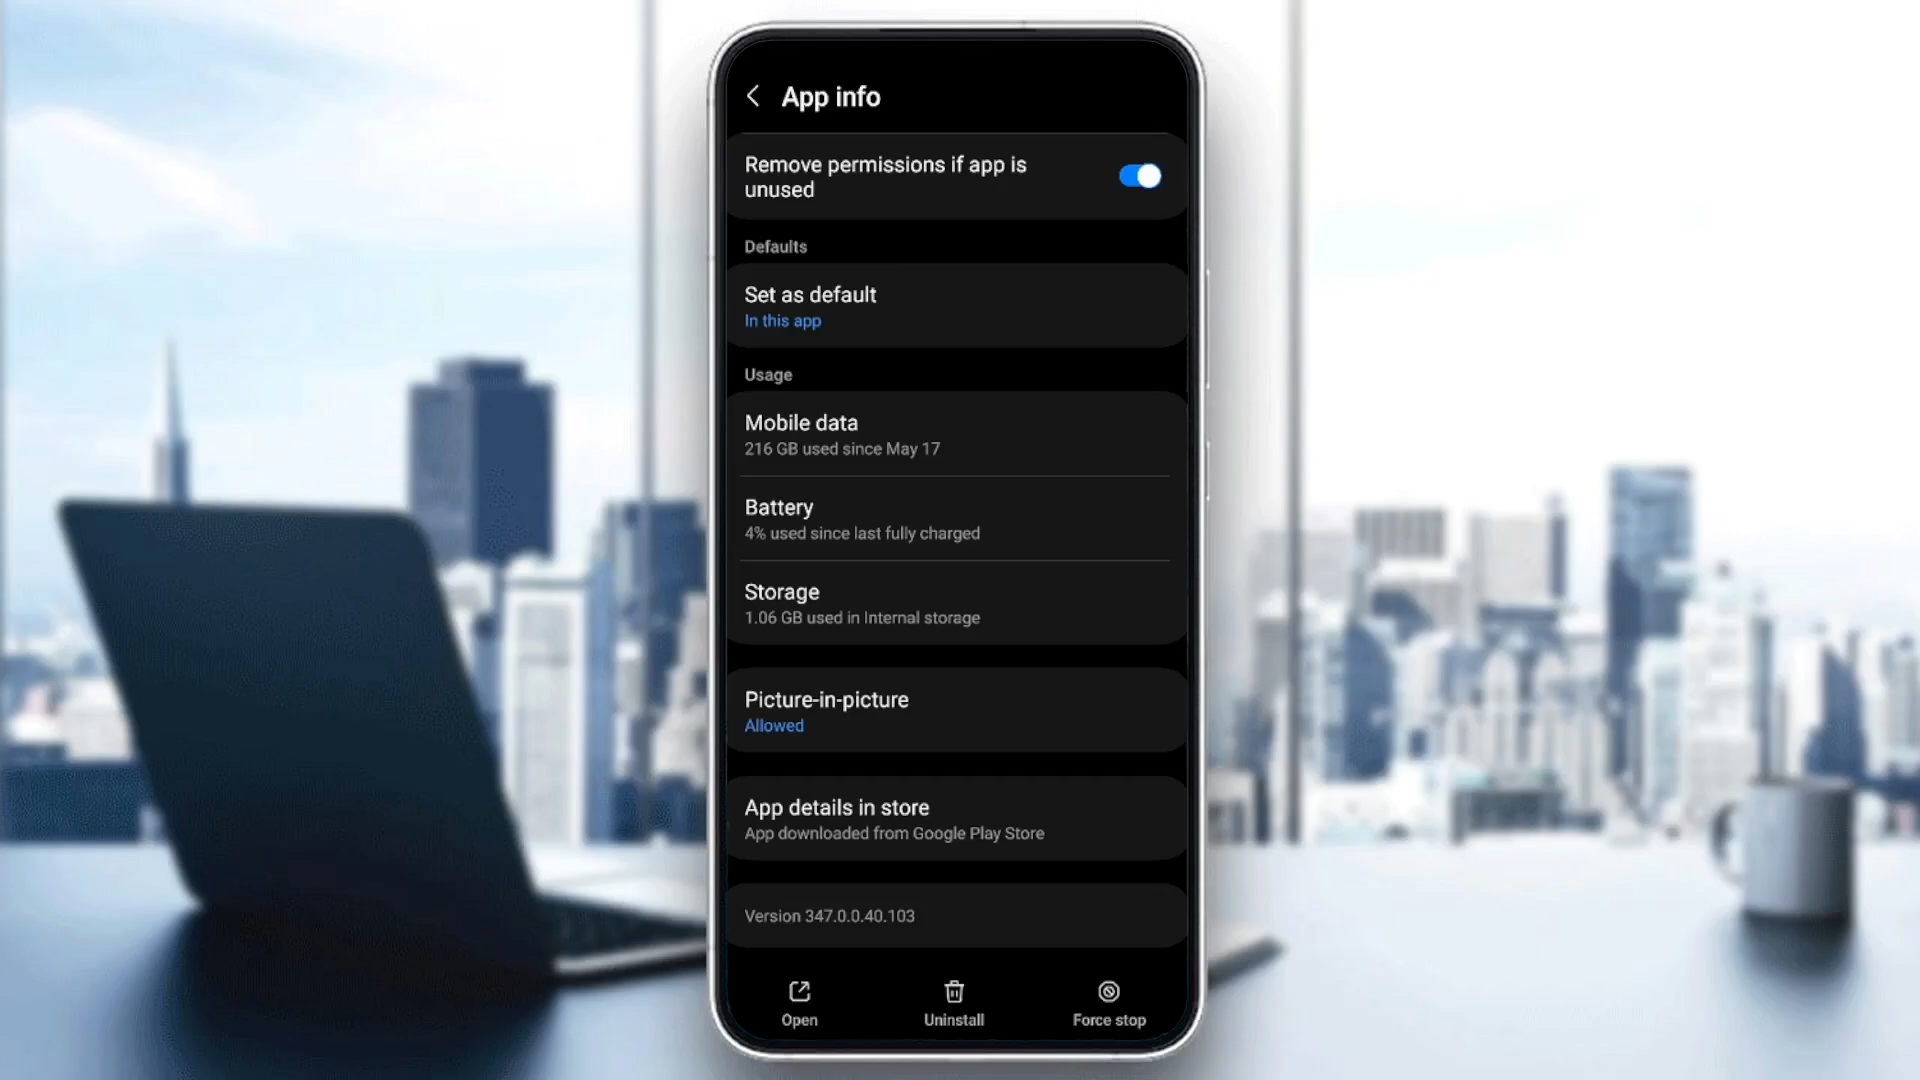 App info
Remove permissions if app is
unused
Defaults
Set as default
In this app
Usage
Mobile data
216 GB used since May 17
Battery
4% used since last fully charged
Storage
1.06 GB used in Internal storage
Picture-in-picture
Allowed
App details in store
App downloaded from Google Play Store
Version 347.0.0.40.103
Open
Uninstall
Force stop